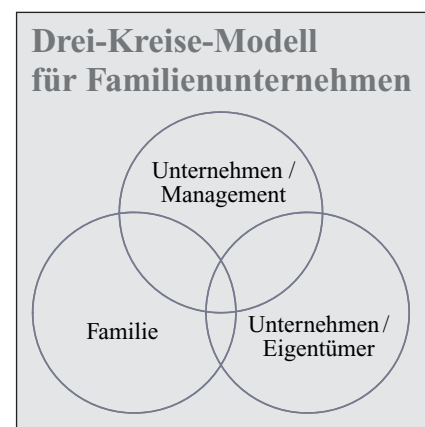 Drei-Kreise-Modell
für Familienunternehmen
Unternehmen /
Management
Familie
Unternehmen /
Eigentümer